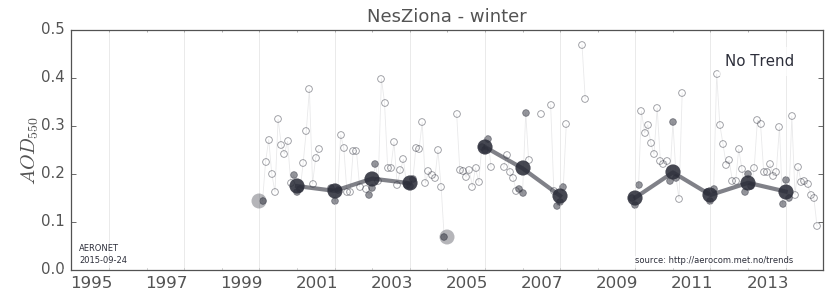 NesZiona - winter
0.5
No Trend
0.4
0.3
AOD550
0.2
0.1
AERONET
2015-09-24
source: http://aerocom.met.no/trends
0.0
1995 1997 1999 2001 2003 2005 2007 2009 2011 2013